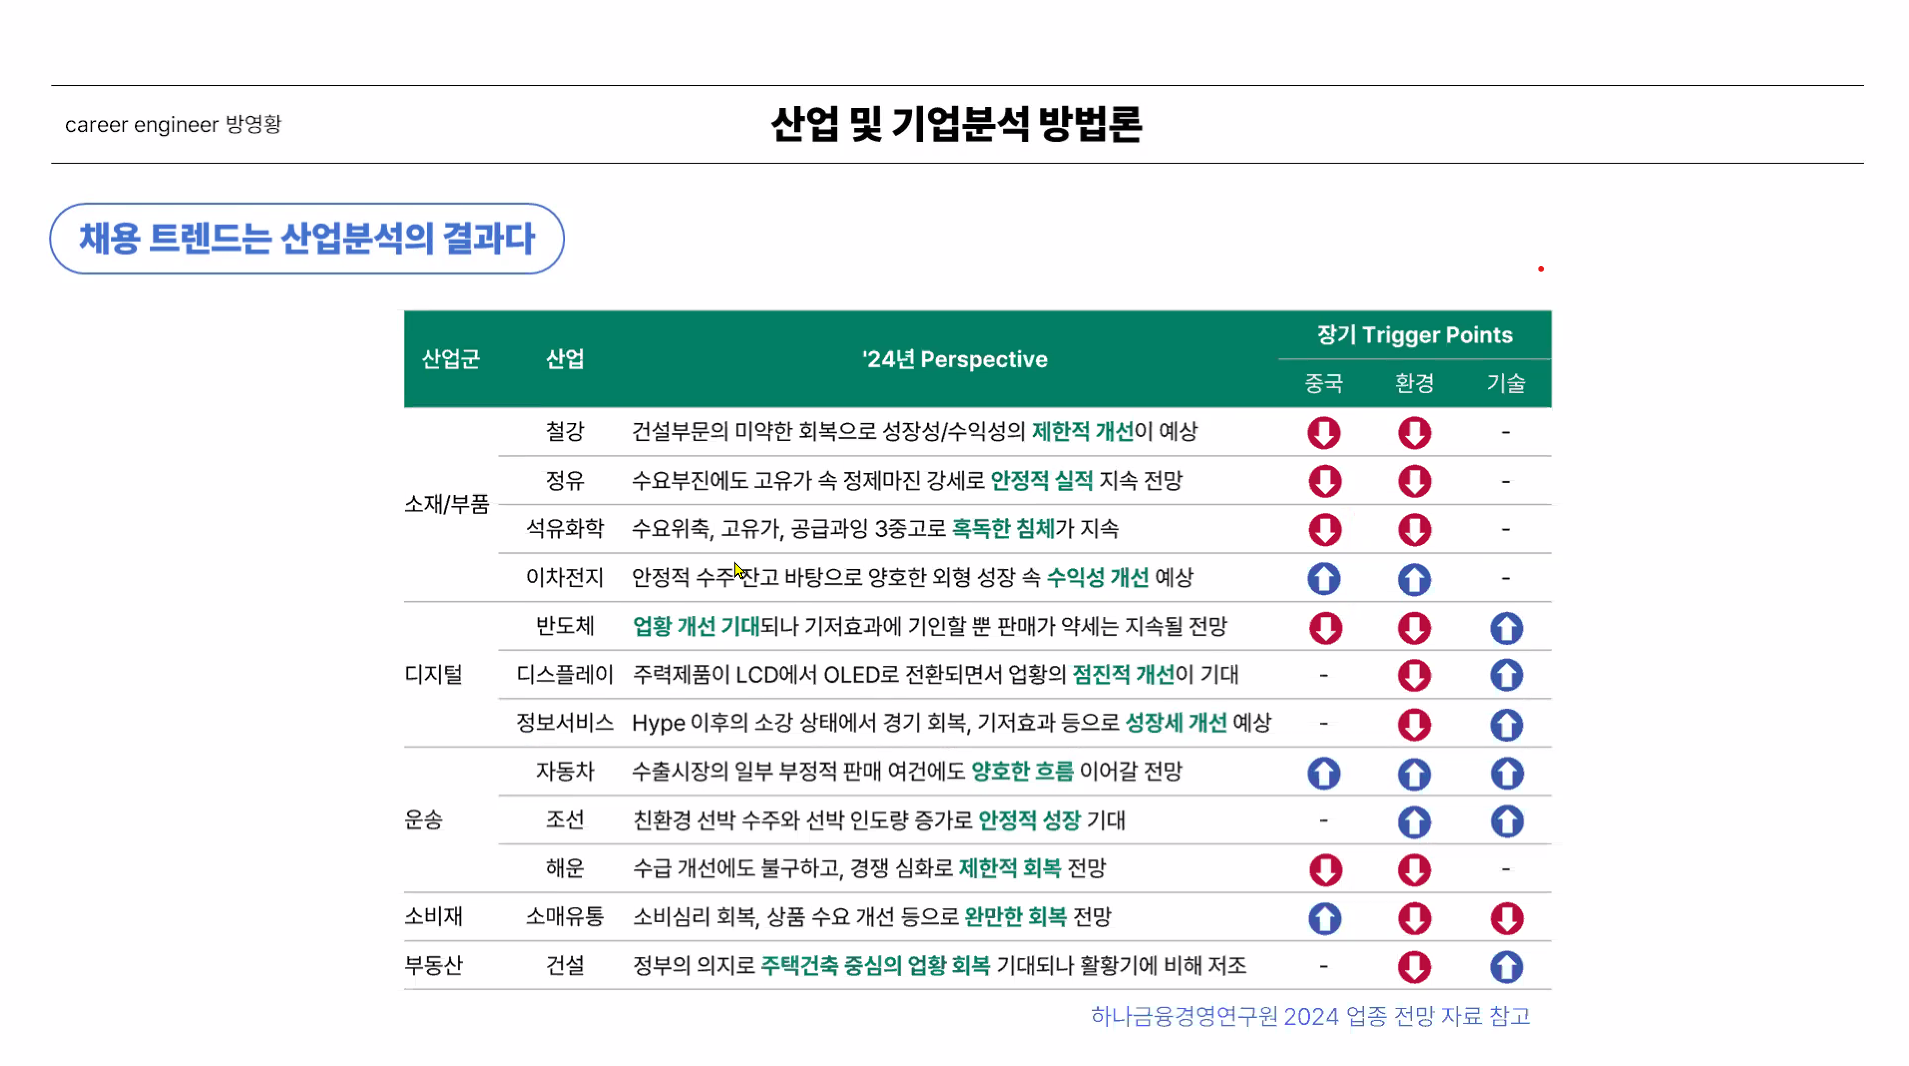 career engineer 방영황
산업 및 기업분석 방법론
채용 트렌드는 산업분석의 결과다
산업군 산업 '24년 Perspective 장기 Trigger Points
중국 환경 기술
소재/부품
철강 건설부문의 미약한 회복으로 성장성/수익성의 제한적 개선이 예상 -
정유 수요부진에도 고유가 속 정제마진 강세로 안정적 실적 지속 전망 -
석유화학 수요위축, 고유가, 공급과잉 3중고로 혹독한 침체가 지속 -
이차전지 안정적 수주 잔고 바탕으로 양호한 외형 성장 속 수익성 개선 예상 -
디지털
반도체 업황 개선 기대되나 기저효과에 기인할 뿐 판매가 약세는 지속될 전망
디스플레이 주력제품이 LCD에서 OLED로 전환되면서 업황의 점진적 개선이 기대 -
정보서비스 Hype 이후의 소강 상태에서 경기 회복, 기저효과 등으로 성장세 개선 예상 -
운송
자동차 수출시장의 일부 부정적 판매 여건에도 양호한 흐름 이어갈 전망
조선 친환경 선박 수주와 선박 인도량 증가로 안정적 성장 기대 -
해운 수급 개선에도 불구하고, 경쟁 심화로 제한적 회복 전망 -
소비재 소매유통 소비심리 회복, 상품 수요 개선 등으로 완만한 회복 전망
부동산 건설 정부의 의지로 주택건축 중심의 업황 회복 기대되나 활황기에 비해 저조 -
하나금융경영연구원 2024 업종 전망 자료 참고